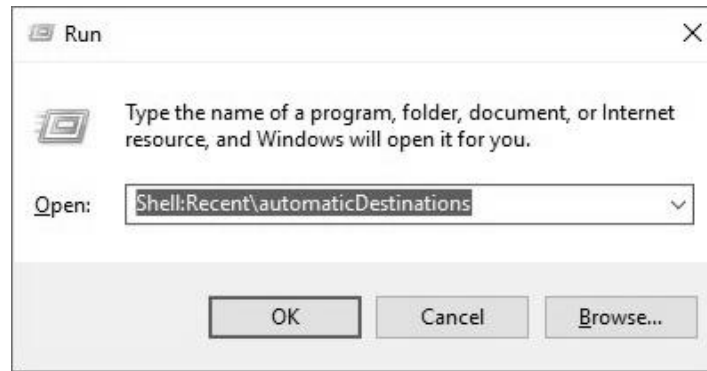 Run
Type the name of a program, folder, document, or Internet
resource, and Windows will open it for you.
Open: Shell:Recent\automaticDestinations
OK Cancel Browse...